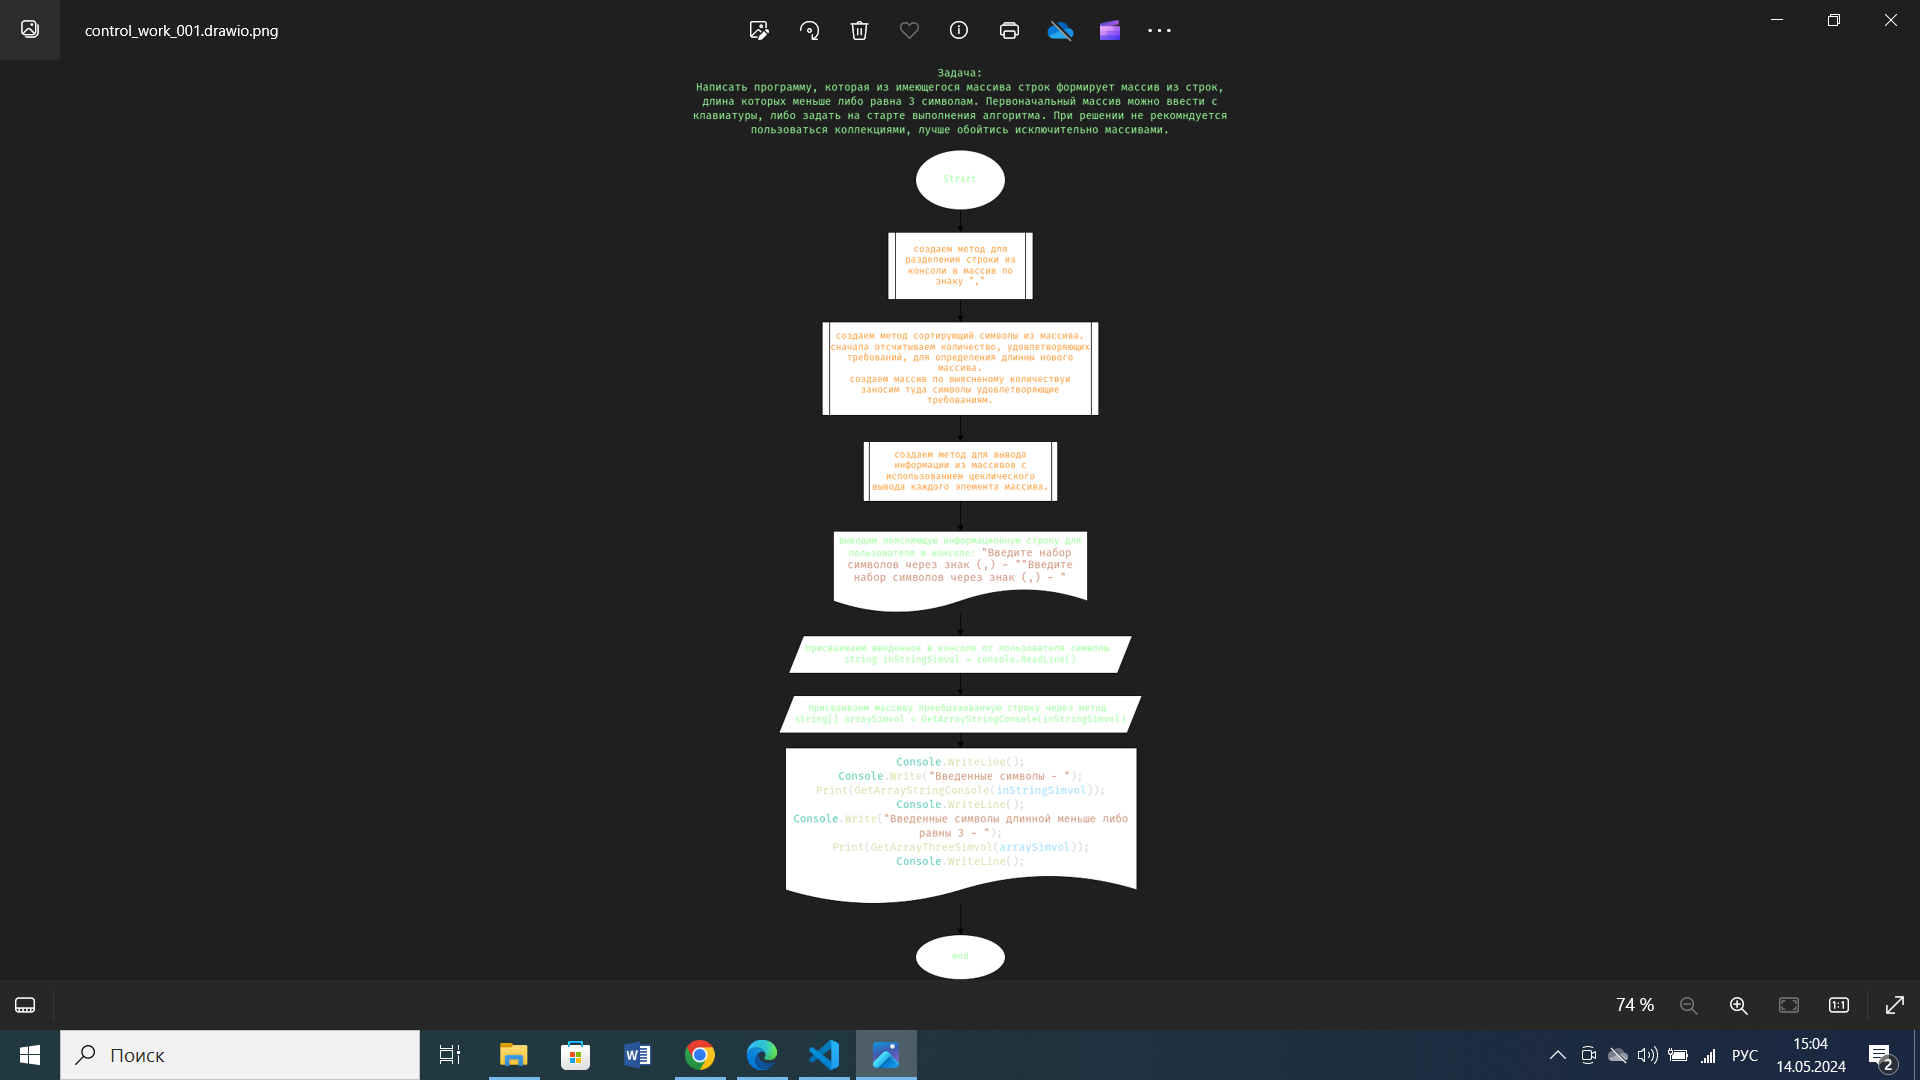 control_work_001.drawio.png
Задача:
Написать программу, которая из имеющегося массива строк формирует массив из строк,
длина которых меньше либо равна 3 символам. Первоначальный массив можно ввести с
клавиатуры, либо задать на старте выполнения алгоритма. При решении не рекомндуется
пользоваться коллекциями, лучше обойтись исключительно массивами.
Strart
создаем метод для
разделения строки из
консоли в массив по
знаку ","
создаем метод сортирующий символы из массива.
сначала отсчитываем количество, удовлетворяющих
требований, для определения длинны нового
массива.
создаем массив по выясненому количествуи
заносим туда символы удовлетворяющие
требованиям.
создаем метод для вывода
информации из массивов с
использованием цеклического
вывода каждого элемента массива.
выводим поясняющую информационную строку для
пользователя в консоле: "Введите набор
символов через знак (,) - ""Введите
набор символов через знак (,) - "
присваиваем введенное в консоле от пользователя символы
string inStringSimvol = console.ReadLine()
присваиваем массиву преобразованную строку через метод
string[] arraySimvol = GetArrayStringConsole(inStringSimvol)
Console.WriteLine();
Console.Write("Введенные символы - ");
Print(GetArrayStringConsole(inStringSimvol));
Console.WriteLine();
Console.Write("Введенные символы длинной меньше либо
равны 3 - ");
Print(GetArrayThreeSimvol(arraySimvol));
Console.WriteLine();
end
74 %
1:1
Поиск
РУС
15:04
14.05.2024
2